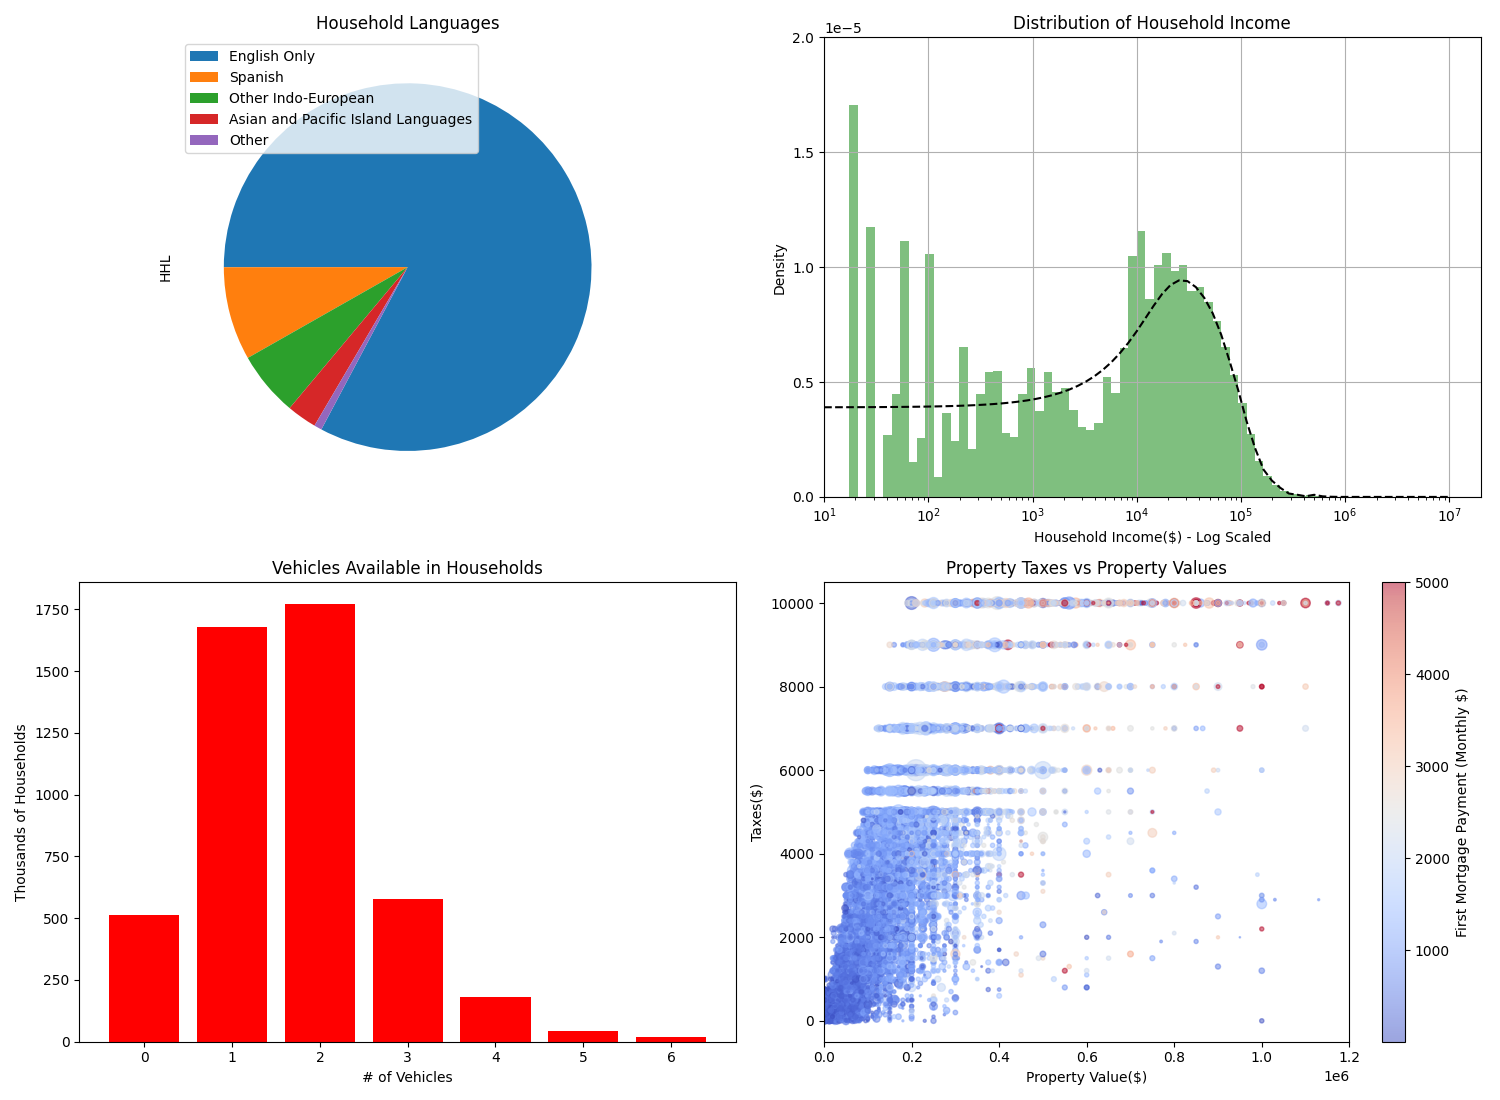 Household Languages
English Only
Spanish
Other Indo-European
Asian and Pacific Island Languages
Other
HHL
Distribution of Household Income
1e−5
2.0
1.5
1.0
0.5
0.0
Density
10¹ 10² 10³ 10⁴ 10⁵ 10⁶ 10⁷
Household Income($) - Log Scaled
Vehicles Available in Households
1750
1500
1250
1000
750
500
250
0
Thousands of Households
0 1 2 3 4 5 6
# of Vehicles
Property Taxes vs Property Values
10000
8000
6000
4000
2000
0
Taxes($)
0.0 0.2 0.4 0.6 0.8 1.0 1.2
1e6
Property Value($)
5000
4000
3000
2000
1000
First Mortgage Payment (Monthly $)